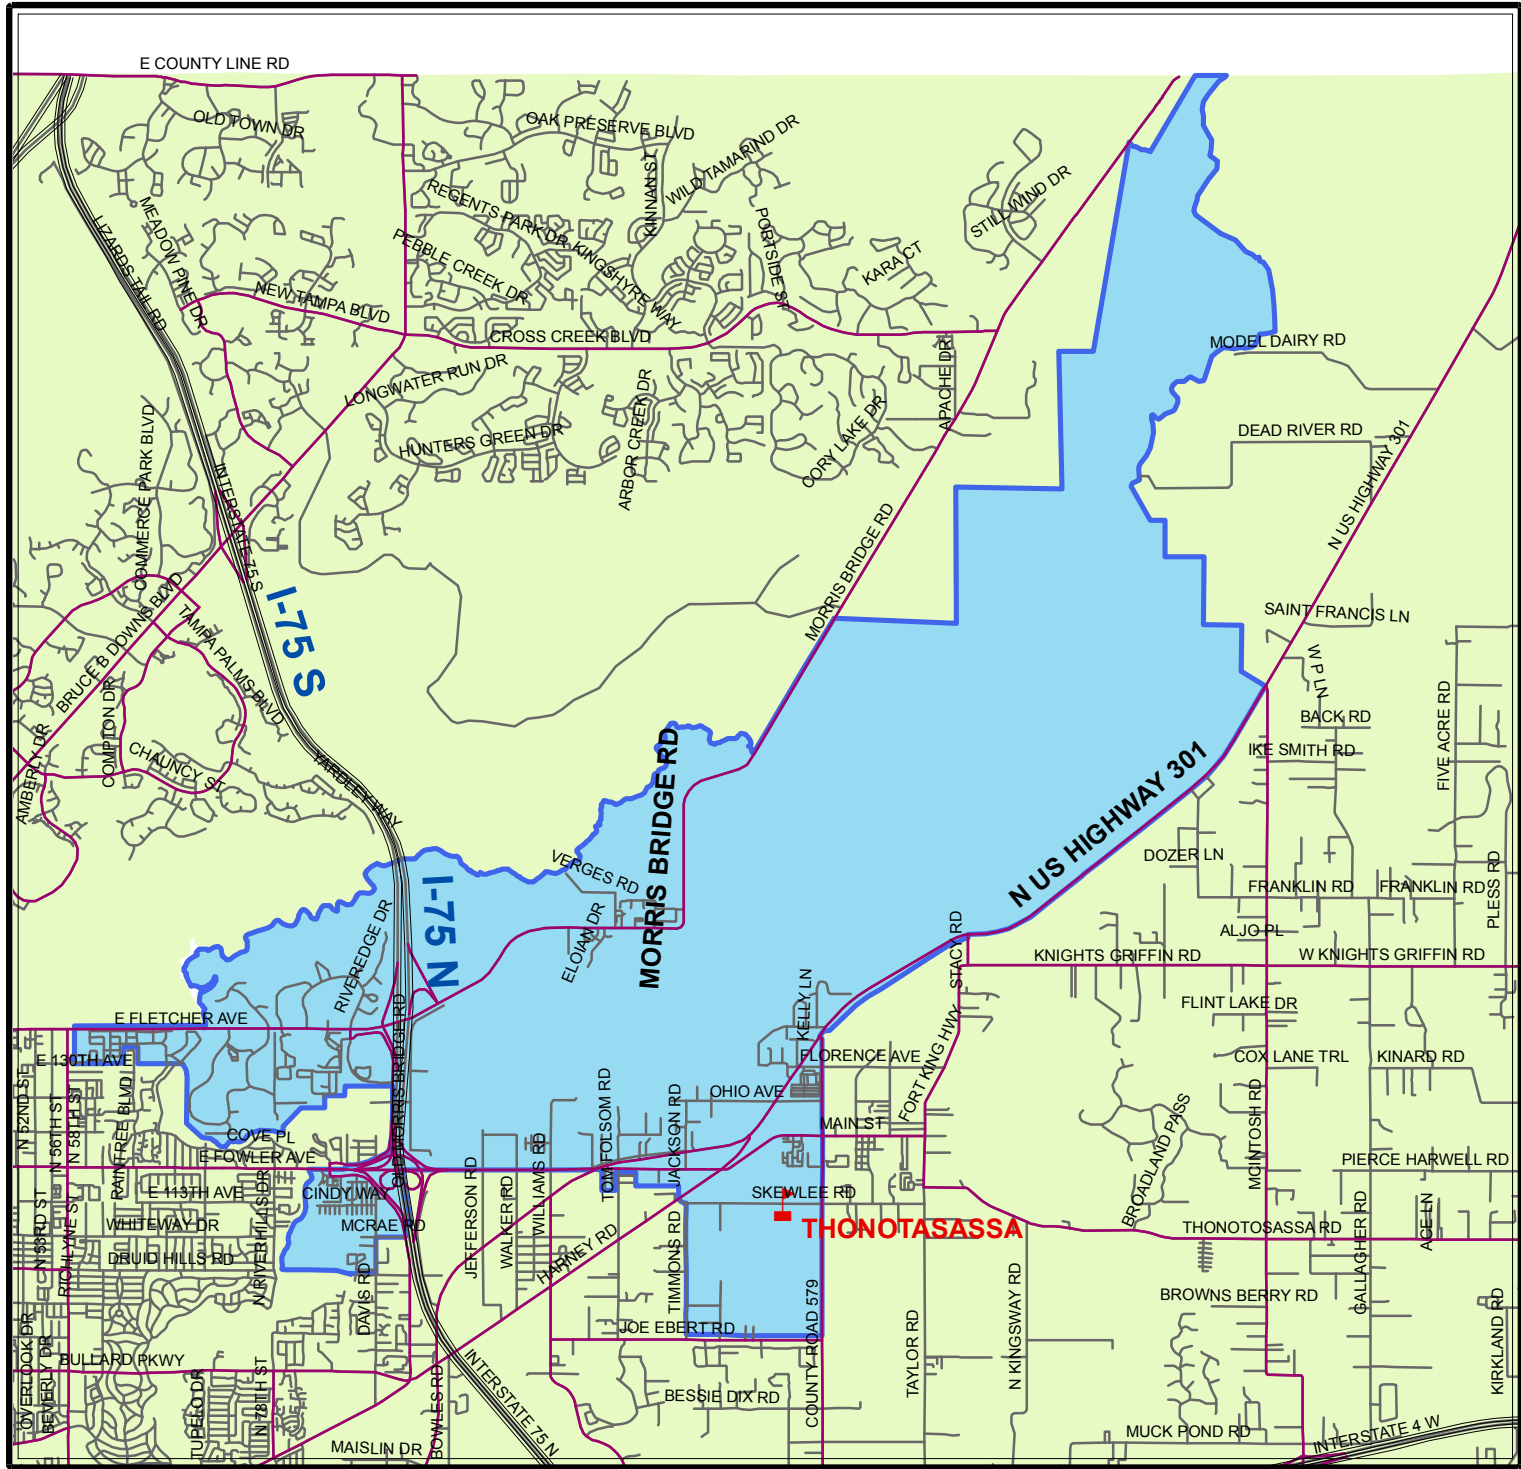 E COUNTY LINE RD
OLD TOWN DR
OAK PRESERVE BLVD
WILD TAMARIND DR
KINNAN ST
STILL WIND DR
MEADOW PINE DR
LIZARDS TAIL RD
REGENTS PARK DR
PEBBLE CREEK DR
KINGSHYRE WAY
PORTSIDE ST
KARA CT
NEW TAMPA BLVD
CROSS CREEK BLVD
MODEL DAIRY RD
LONGWATER RUN DR
APACHE DR
ARBOR CREEK DR
CORY LAKE DR
HUNTERS GREEN DR
COMMERCE PARK BLVD
DEAD RIVER RD
N US HIGHWAY 301
INTERSTATE 75 S
MORRIS BRIDGE RD
I-75 S
BRUCE B DOWNS BLVD
TAMPA PALMS BLVD
SAINT FRANCIS LN
W P LN
COMPTON DR
AMBERLY DR
CHAUNCY ST
YARDLEY WAY
BACK RD
IKE SMITH RD
FIVE ACRE RD
MORRIS BRIDGE RD
N US HIGHWAY 301
VERGES RD
DOZER LN
FRANKLIN RD
FRANKLIN RD
PLESS RD
I-75 N
RIVEREDGE DR
ELOIAN DR
STACY RD
ALJO PL
KNIGHTS GRIFFIN RD
W KNIGHTS GRIFFIN RD
KELLY LN
FLINT LAKE DR
E FLETCHER AVE
OLD MORRIS BRIDGE RD
FORT KING HWY
E 130TH AVE
FLORENCE AVE
COX LANE TRL
KINARD RD
N 52ND ST
N 56TH ST
N 58TH ST
RAINTREE BLVD
TOM FOLSOM RD
JACKSON RD
OHIO AVE
MAIN ST
BROADLAND PASS
MCINTOSH RD
COVE PL
E FOWLER AVE
PIERCE HARWELL RD
E 113TH AVE
CINDY WAY
SKEWLEE RD
N 53RD ST
RICHLYNE ST
WHITEWAY DR
N RIVERHILLS DR
MCRAE RD
JEFFERSON RD
WALKER RD
WILLIAMS RD
HARNEY RD
TIMMONS RD
THONOTASASSA
THONOTOSASSA RD
GALLAGHER RD
ACE LN
DRUID HILLS RD
DAVIS RD
BROWNS BERRY RD
JOE EBERT RD
COUNTY ROAD 579
TAYLOR RD
N KINGSWAY RD
KIRKLAND RD
OVERLOOK DR
BEVERLY DR
BULLARD PKWY
TUPELO DR
N 78TH ST
BOWLES RD
INTERSTATE 75 N
BESSIE DIX RD
MAISLIN DR
MUCK POND RD
INTERSTATE 4 W